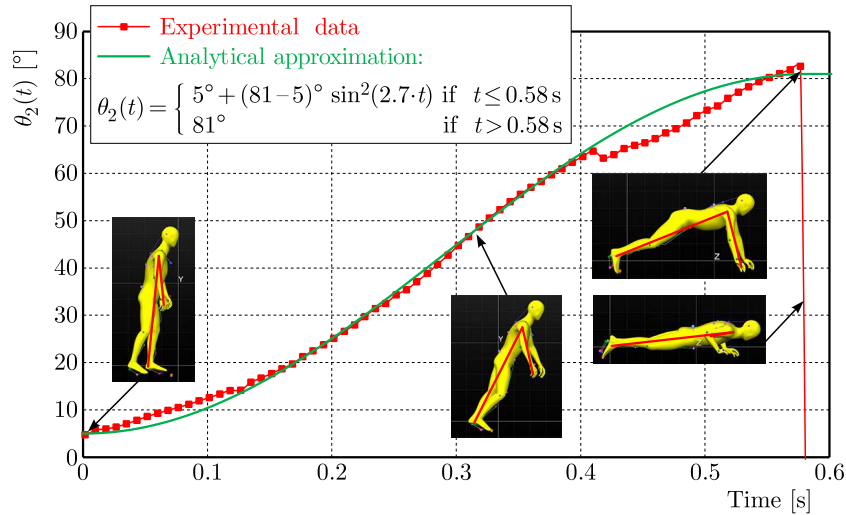 Experimental data
Analytical approximation:
θ₂(t) = { 5° + (81–5)° sin²(2.7·t) if t ≤ 0.58 s
81° if t > 0.58 s
θ₂(t) [°]
90
80
70
60
50
40
30
20
10
0
0 0.1 0.2 0.3 0.4 0.5 0.6
Time [s]
Y
Y
Z